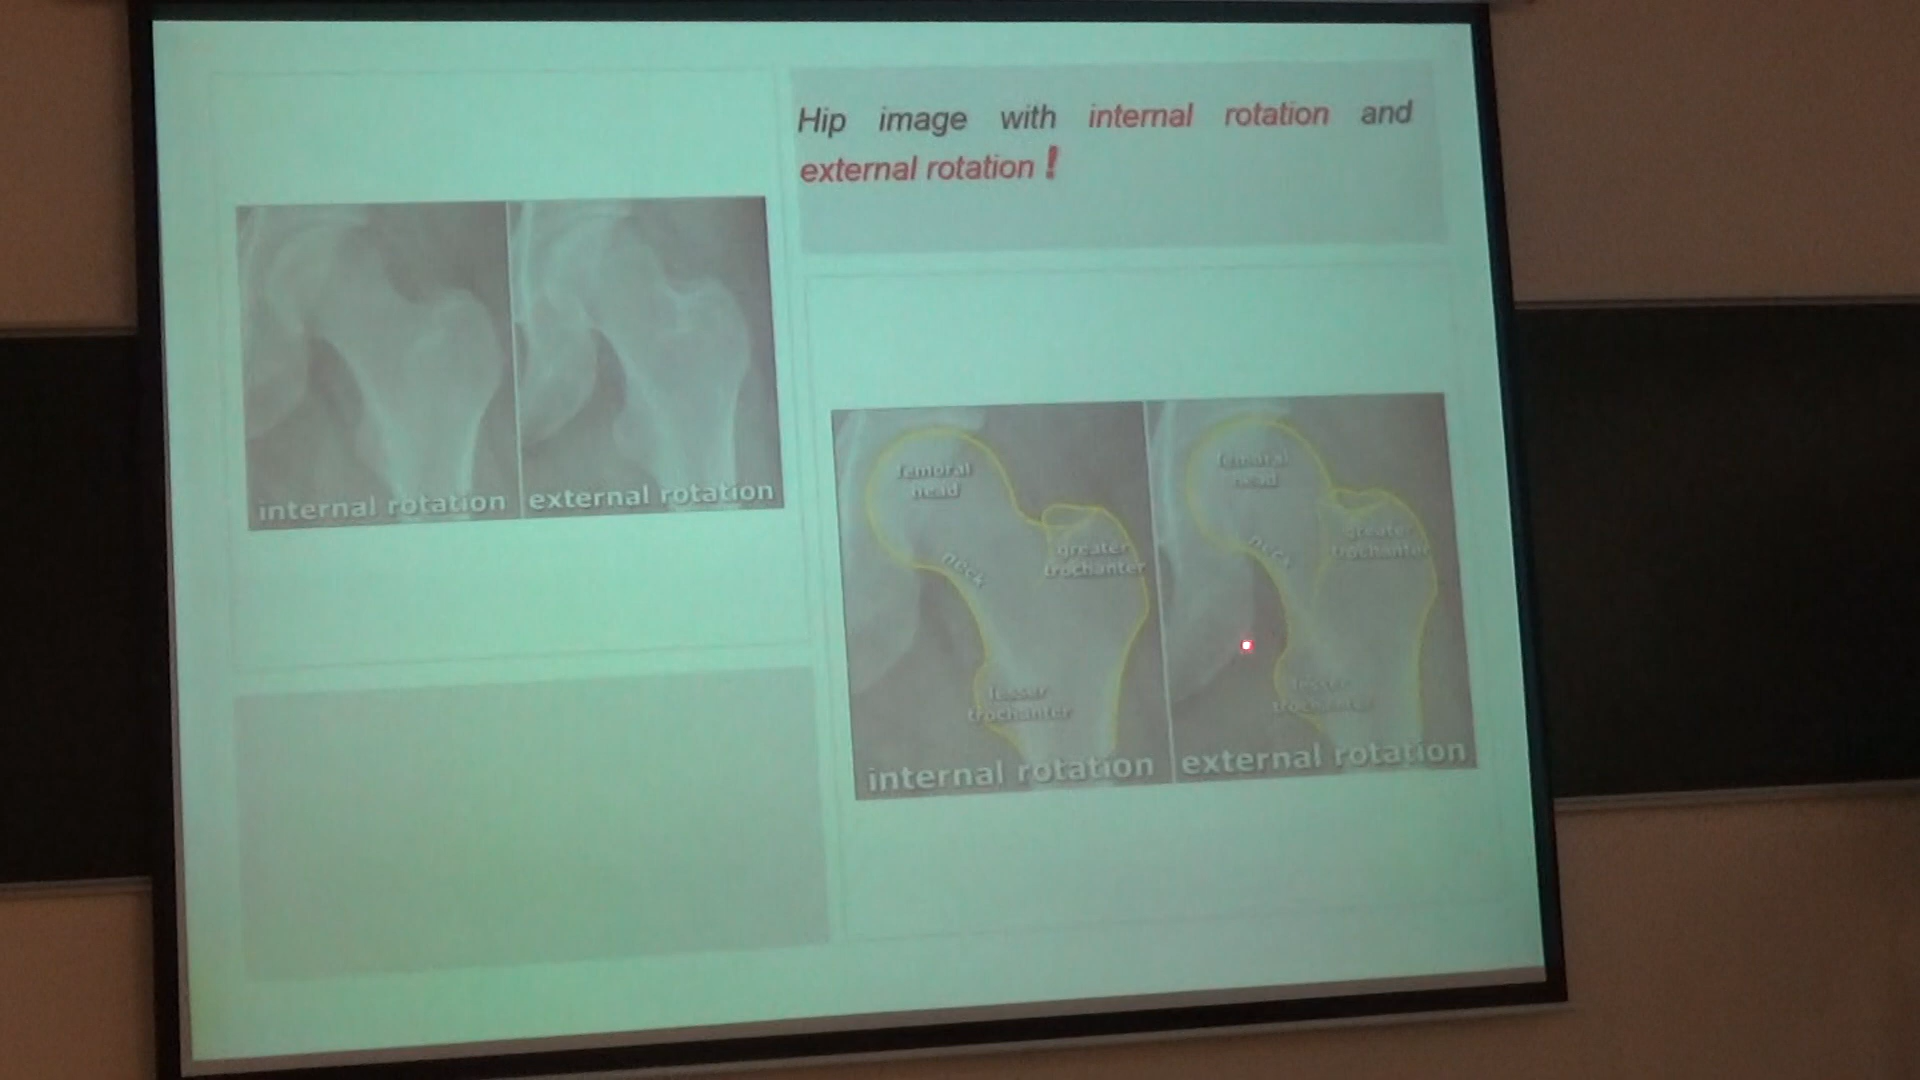 Hip image with internal rotation and
external rotation !
internal rotation
external rotation
femoral
head
neck
greater
trochanter
lesser
trochanter
internal rotation
femoral
head
neck
greater
trochanter
lesser
trochanter
external rotation